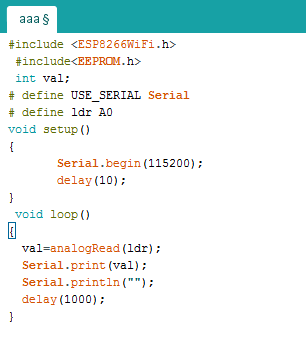 aaa §
#include <ESP8266WiFi.h>
#include<EEPROM.h>
int val;
# define USE_SERIAL Serial
# define ldr A0
void setup()
{
Serial.begin(115200);
delay(10);
}
void loop()
{
val=analogRead(ldr);
Serial.print(val);
Serial.println("");
delay(1000);
}